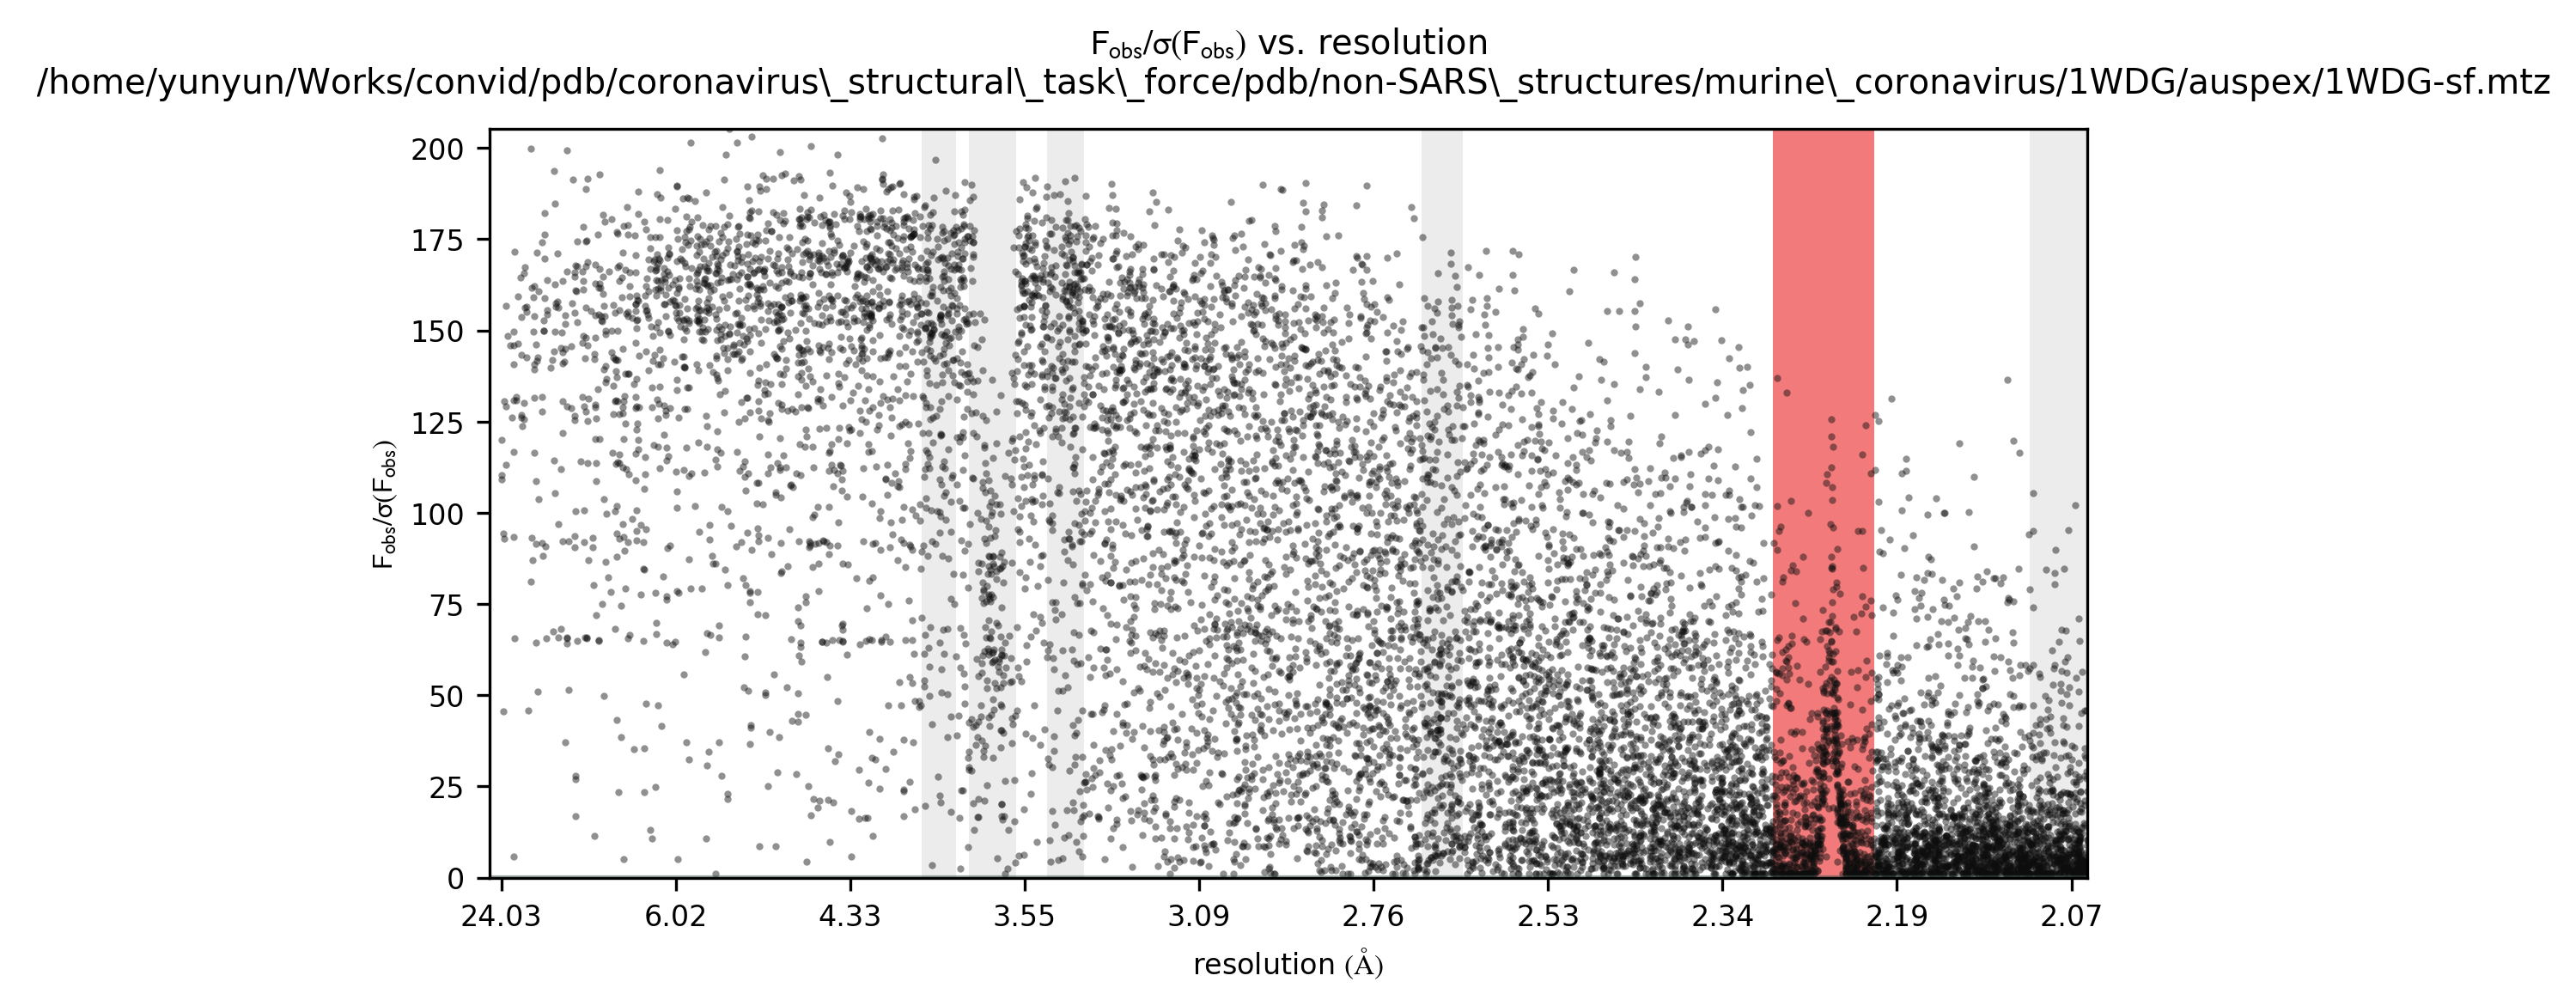 Fobs/σ(Fobs) vs. resolution
/home/yunyun/Works/convid/pdb/coronavirus\_structural\_task\_force/pdb/non-SARS\_structures/murine\_coronavirus/1WDG/auspex/1WDG-sf.mtz
Fobs/σ(Fobs)
200
175
150
125
100
75
50
25
0
24.03 6.02 4.33 3.55 3.09 2.76 2.53 2.34 2.19 2.07
resolution (Å)